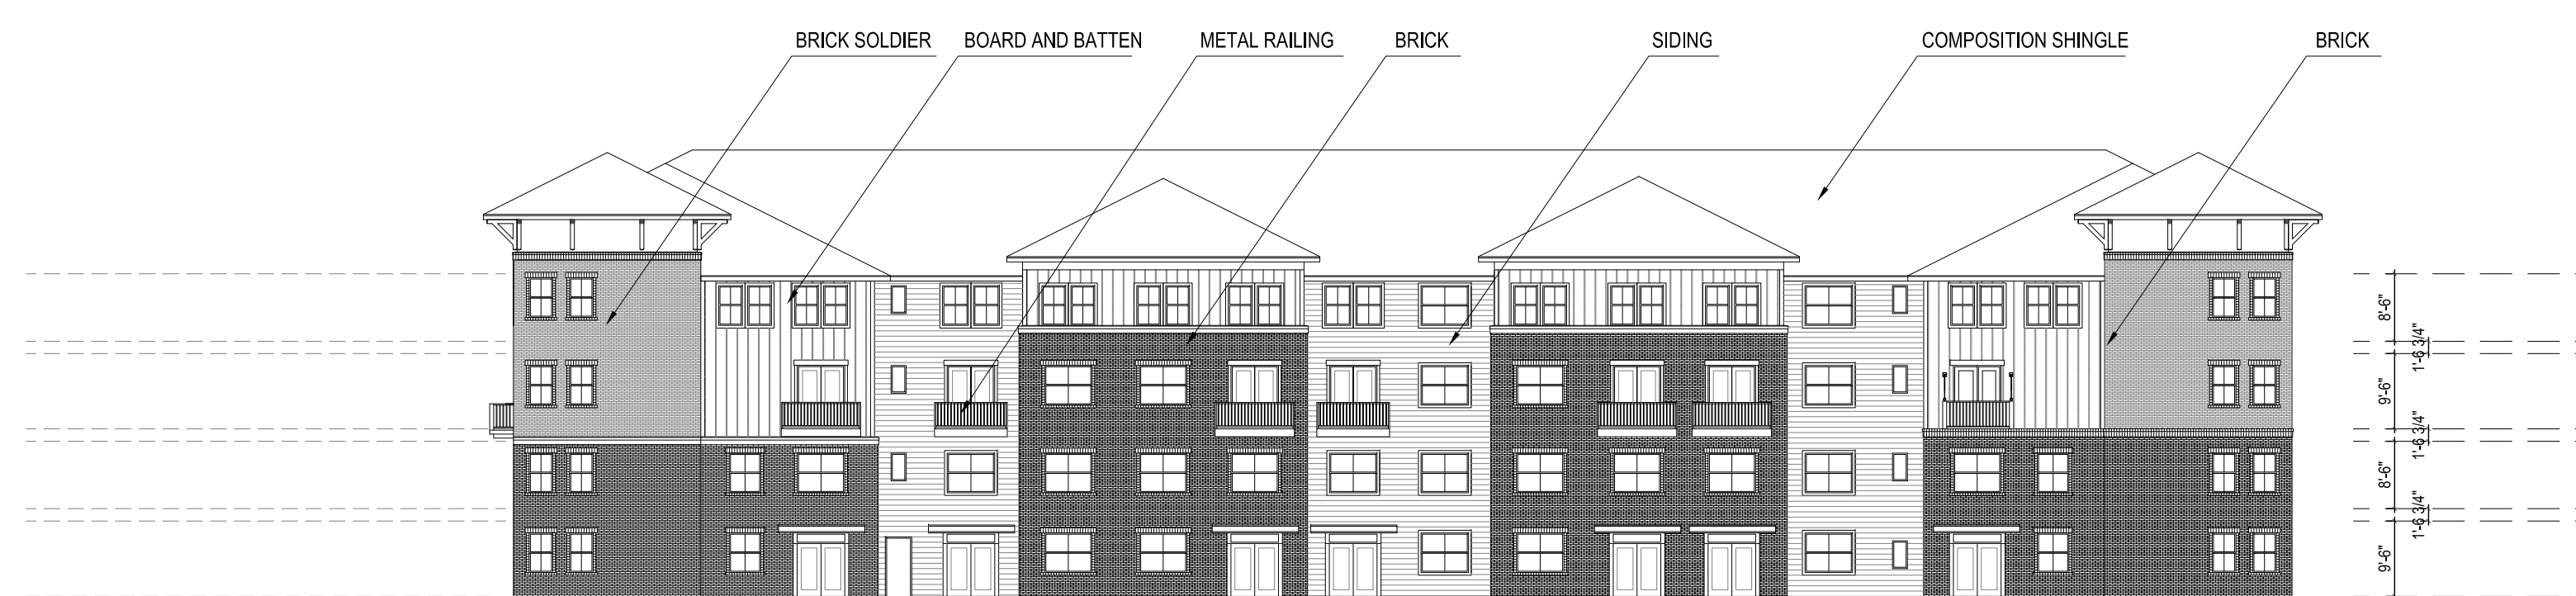 BRICK SOLDIER
BOARD AND BATTEN
METAL RAILING
BRICK
SIDING
COMPOSITION SHINGLE
BRICK
8'-6"
1'-6 3/4"
9'-6"
1'-6 3/4"
8'-6"
1'-6 3/4"
9'-6"